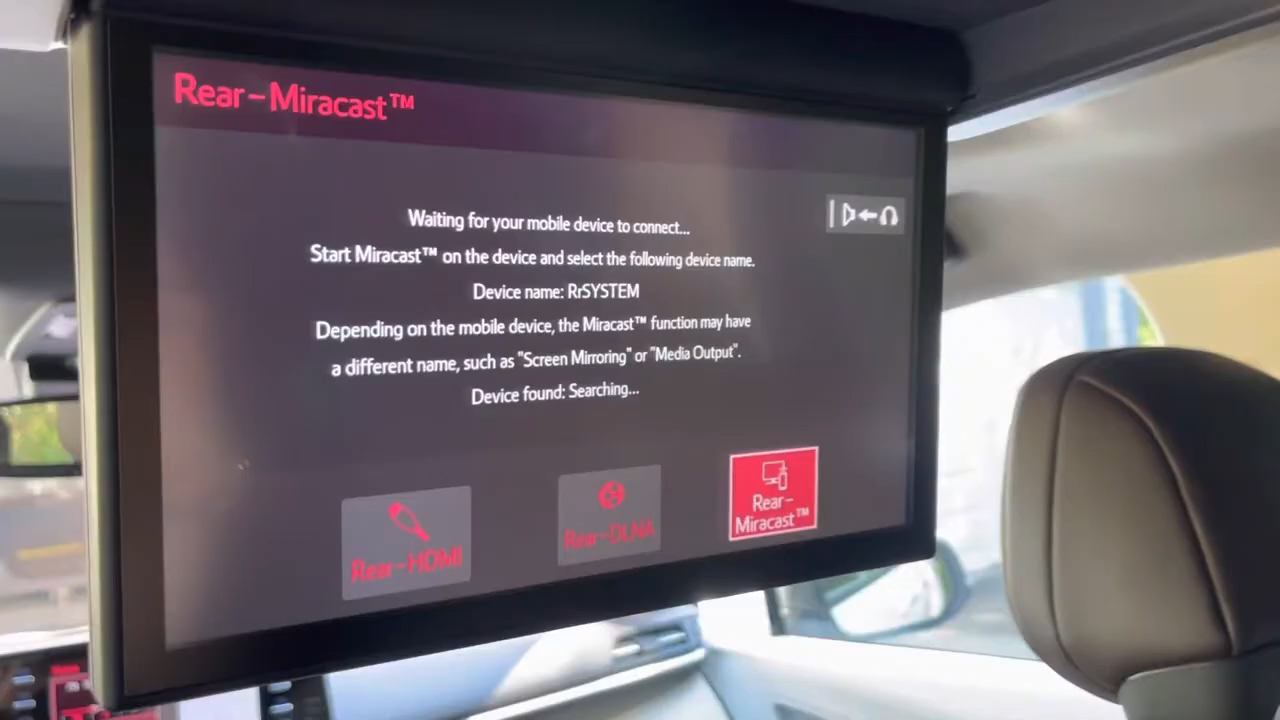 Rear-Miracast™
Waiting for your mobile device to connect...
Start Miracast™ on the device and select the following device name.
Device name: RrSYSTEM
Depending on the mobile device, the Miracast™ function may have
a different name, such as "Screen Mirroring" or "Media Output".
Device found: Searching...
Rear-HDMI
Rear-DLNA
Rear-
Miracast™